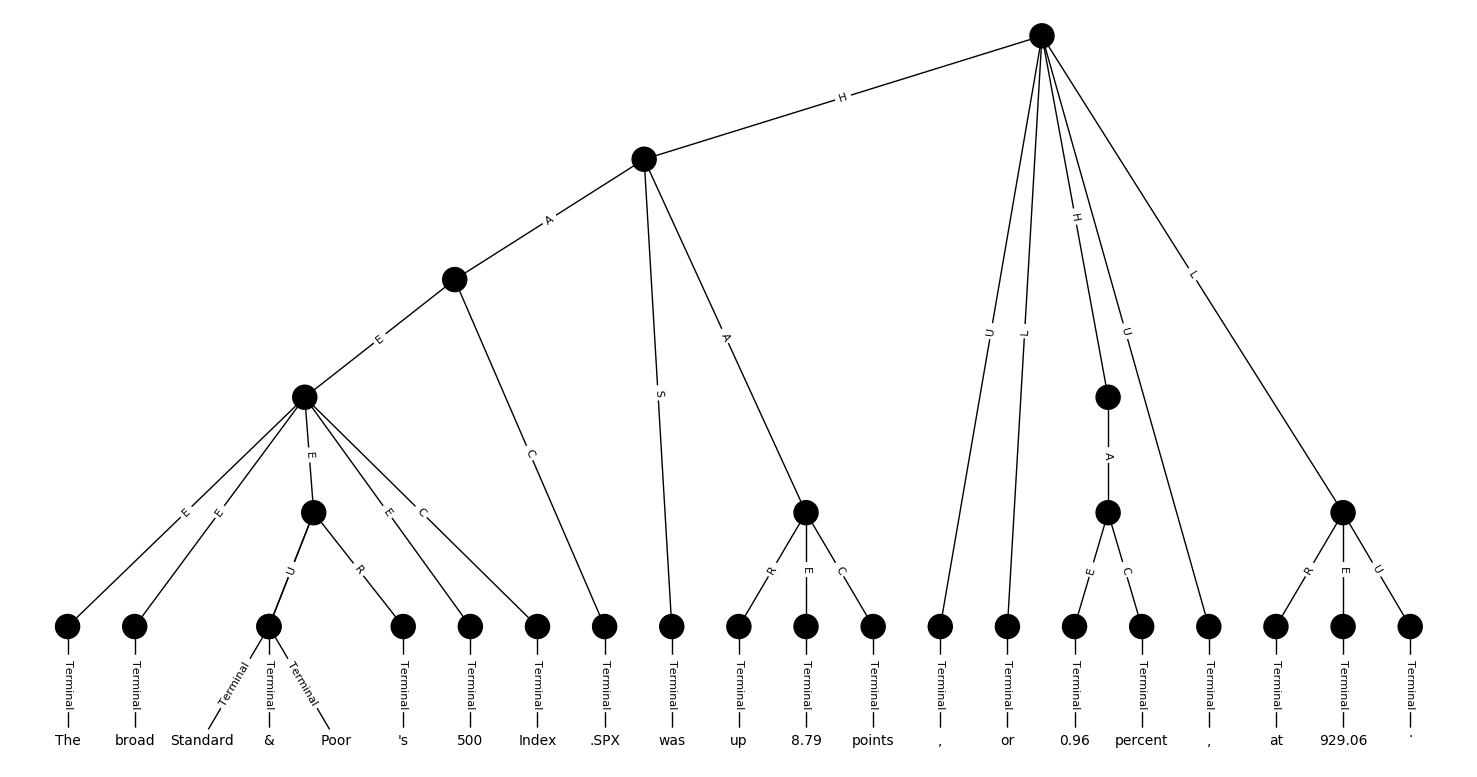 H
A
E
A
H
L
S
U
L
U
C
E
A
E
E
E
C
U
R
R
E
C
E
C
R
E
U
Terminal Terminal Terminal Terminal Terminal Terminal Terminal Terminal Terminal Terminal Terminal Terminal Terminal Terminal Terminal Terminal Terminal Terminal Terminal Terminal Terminal
The broad Standard & Poor 's 500 Index .SPX was up 8.79 points , or 0.96 percent , at 929.06 .